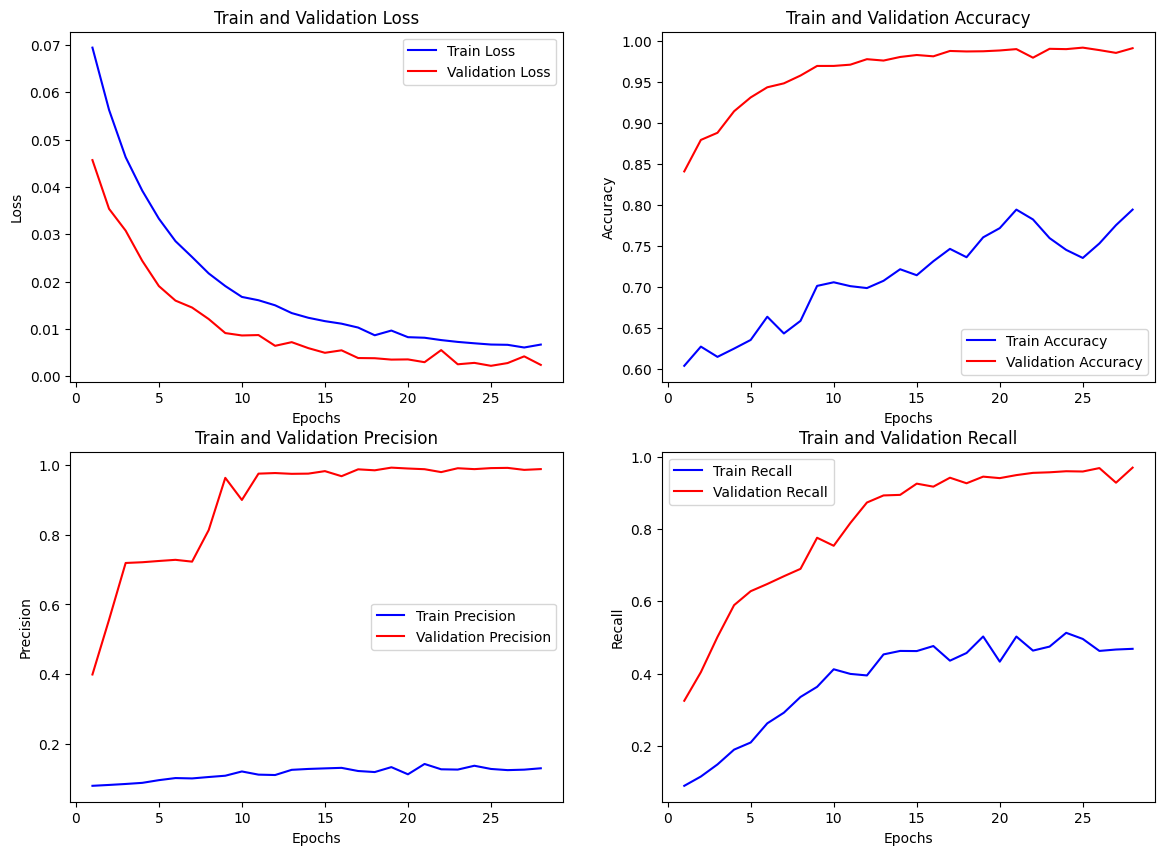 Train and Validation Loss
0.07
0.06
0.05
0.04
0.03
0.02
0.01
0.00
Loss
Train Loss
Validation Loss
0
5
10
15
20
25
Epochs
Train and Validation Accuracy
1.00
0.95
0.90
0.85
0.80
0.75
0.70
0.65
0.60
Accuracy
Train Accuracy
Validation Accuracy
0
5
10
15
20
25
Epochs
Train and Validation Precision
1.0
0.8
0.6
0.4
0.2
Precision
Train Precision
Validation Precision
0
5
10
15
20
25
Epochs
Train and Validation Recall
1.0
0.8
0.6
0.4
0.2
Recall
Train Recall
Validation Recall
0
5
10
15
20
25
Epochs